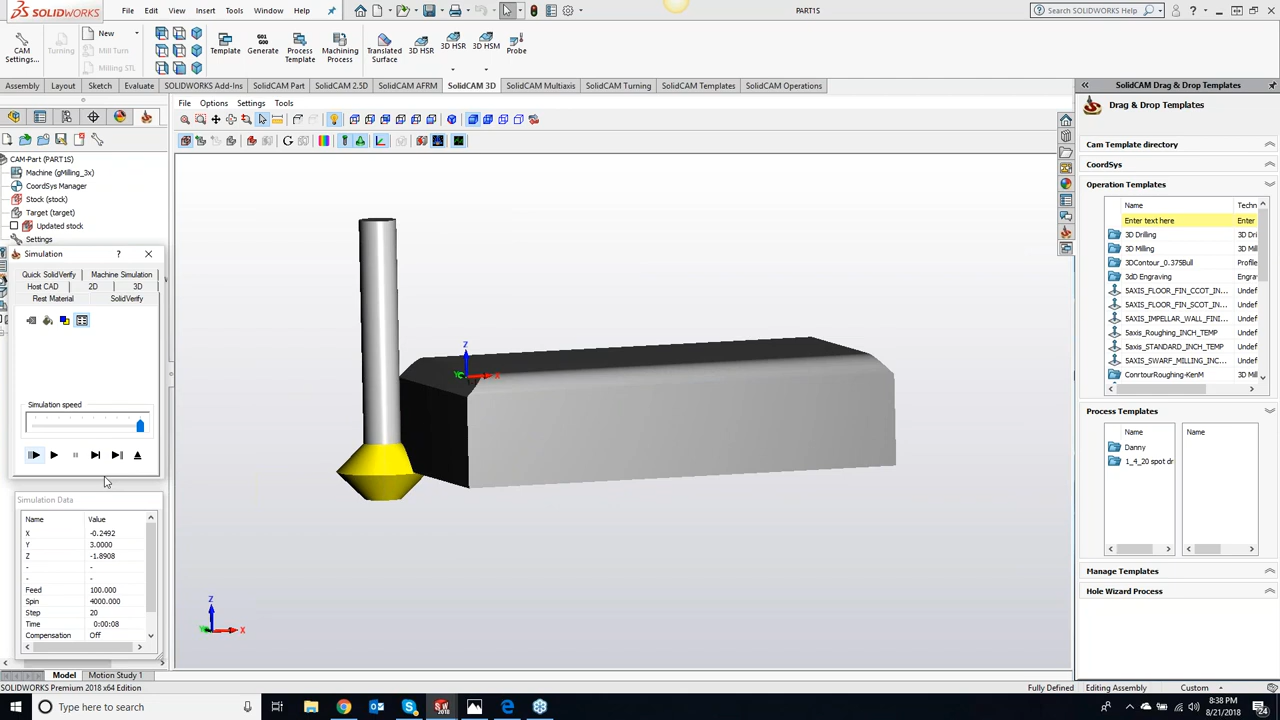 SOLIDWORKS
File Edit View Insert Tools Window Help
PART1S
Search SOLIDWORKS Help
CAM Settings...
Turning
New
Mill Turn
Milling STL
Template
Generate
Process Template
Machining Process
Translated Surface
3D HSR
3D HSM
Probe
Assembly Layout Sketch Evaluate SOLIDWORKS Add-Ins SolidCAM Part SolidCAM 2.5D SolidCAM AFRM SolidCAM 3D SolidCAM Multiaxis SolidCAM Turning SolidCAM Templates SolidCAM Operations
File Options Settings Tools
CAM-Part (PART1S)
Machine (gMilling_3x)
CoordSys Manager
Stock (stock)
Target (target)
Updated stock
Settings
Simulation
Quick SolidVerify Machine Simulation
Host CAD 2D 3D
Rest Material SolidVerify
Simulation speed
Simulation Data
Name Value
X -0.2492
Y 3.0000
Z -1.8908
- -
- -
Feed 100.000
Spin 4000.000
Step 20
Time 0:00:08
Compensation Off
Z
Y X
Z
Y X
SolidCAM Drag & Drop Templates
Drag & Drop Templates
Cam Template directory
CoordSys
Operation Templates
Name Techn
Enter text here Enter
3D Drilling 3D Dri
3D Milling 3D Mil
3DContour_0.375Bull Profile
3dD Engraving Engra
5AXIS_FLOOR_FIN_CCOT_IN... Undef
5AXIS_FLOOR_FIN_SCOT_IN... Undef
5AXIS_IMPELLAR_WALL_FINI... Undef
5axis_Roughing_INCH_TEMP Undef
5axis_STANDARD_INCH_TEMP Undef
5AXIS_SWARF_MILLING_INC... Undef
ConrtourRoughing-KenM 3D Mill
Process Templates
Name Name
Danny
1_4_20 spot dr
Manage Templates
Hole Wizard Process
Model Motion Study 1
SOLIDWORKS Premium 2018 x64 Edition
Fully Defined Editing Assembly Custom
Type here to search
8:38 PM
8/21/2018
24